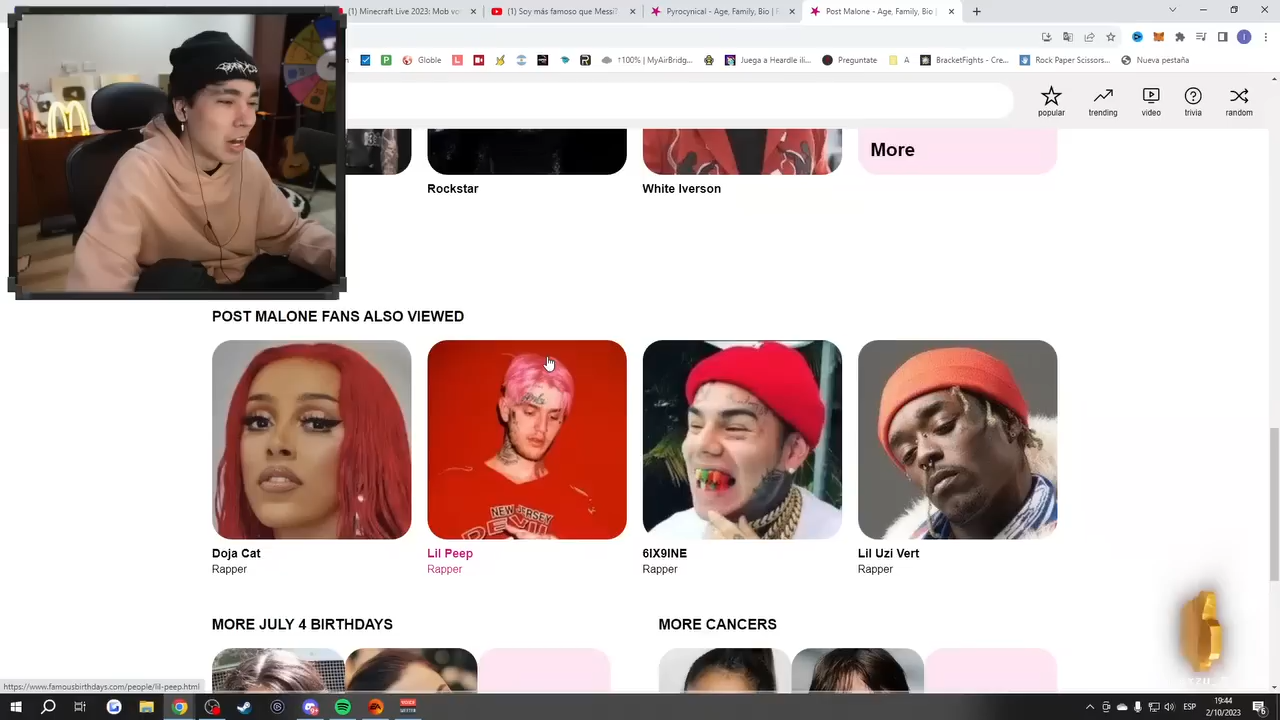 (1) Minecraft Live 2023: Mob vo
(1) Soy más famoso que Messi?
Pyrocynical - Age, Family, Bio |
Post Malone - Age, Family, Bio |
Globle
↑100% | MyAirBridg...
Juega a Heardle ili...
Preguntate
A
BracketFights - Cre...
Rock Paper Scissors...
Nueva pestaña
popular
trending
video
trivia
random
More
Rockstar
White Iverson
POST MALONE FANS ALSO VIEWED
NEW JERSEY
DEVIL
Doja Cat
Lil Peep
6IX9INE
Lil Uzi Vert
Rapper
Rapper
Rapper
Rapper
MORE JULY 4 BIRTHDAYS
MORE CANCERS
https://www.famousbirthdays.com/people/lil-peep.html
ESP
19:44
2/10/2023